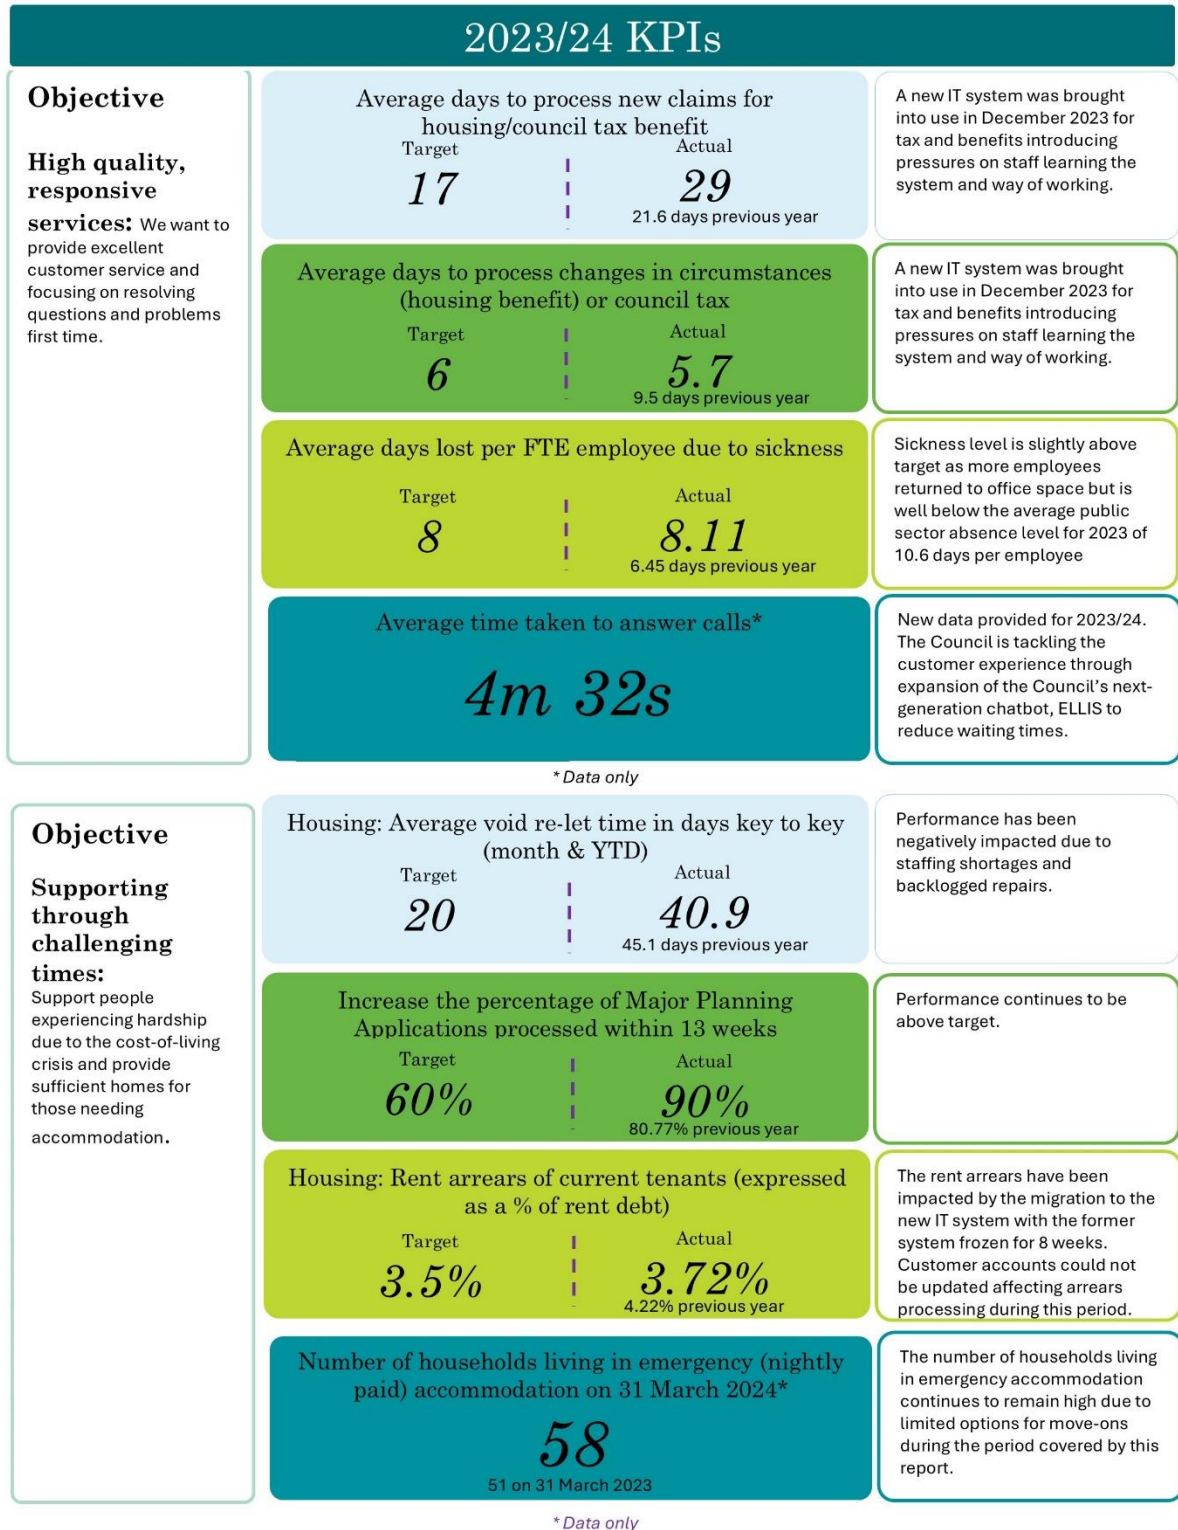 2023/24 KPIs
Objective
High quality,
responsive
services: We want to
provide excellent
customer service and
focusing on resolving
questions and problems
first time.
Average days to process new claims for
housing/council tax benefit
Target
Actual
17
29
21.6 days previous year
A new IT system was brought
into use in December 2023 for
tax and benefits introducing
pressures on staff learning the
system and way of working.
Average days to process changes in circumstances
(housing benefit) or council tax
Target
Actual
6
5.7
9.5 days previous year
A new IT system was brought
into use in December 2023 for
tax and benefits introducing
pressures on staff learning the
system and way of working.
Average days lost per FTE employee due to sickness
Target
Actual
8
8.11
6.45 days previous year
Sickness level is slightly above
target as more employees
returned to office space but is
well below the average public
sector absence level for 2023 of
10.6 days per employee
Average time taken to answer calls*
4m 32s
New data provided for 2023/24.
The Council is tackling the
customer experience through
expansion of the Council's next-
generation chatbot, ELLIS to
reduce waiting times.
* Data only
Objective
Supporting
through
challenging
times:
Support people
experiencing hardship
due to the cost-of-living
crisis and provide
sufficient homes for
those needing
accommodation.
Housing: Average void re-let time in days key to key
(month & YTD)
Target
Actual
20
40.9
45.1 days previous year
Performance has been
negatively impacted due to
staffing shortages and
backlogged repairs.
Increase the percentage of Major Planning
Applications processed within 13 weeks
Target
Actual
60%
90%
80.77% previous year
Performance continues to be
above target.
Housing: Rent arrears of current tenants (expressed
as a % of rent debt)
Target
Actual
3.5%
3.72%
4.22% previous year
The rent arrears have been
impacted by the migration to the
new IT system with the former
system frozen for 8 weeks.
Customer accounts could not
be updated affecting arrears
processing during this period.
Number of households living in emergency (nightly
paid) accommodation on 31 March 2024*
58
51 on 31 March 2023
The number of households living
in emergency accommodation
continues to remain high due to
limited options for move-ons
during the period covered by this
report.
* Data only